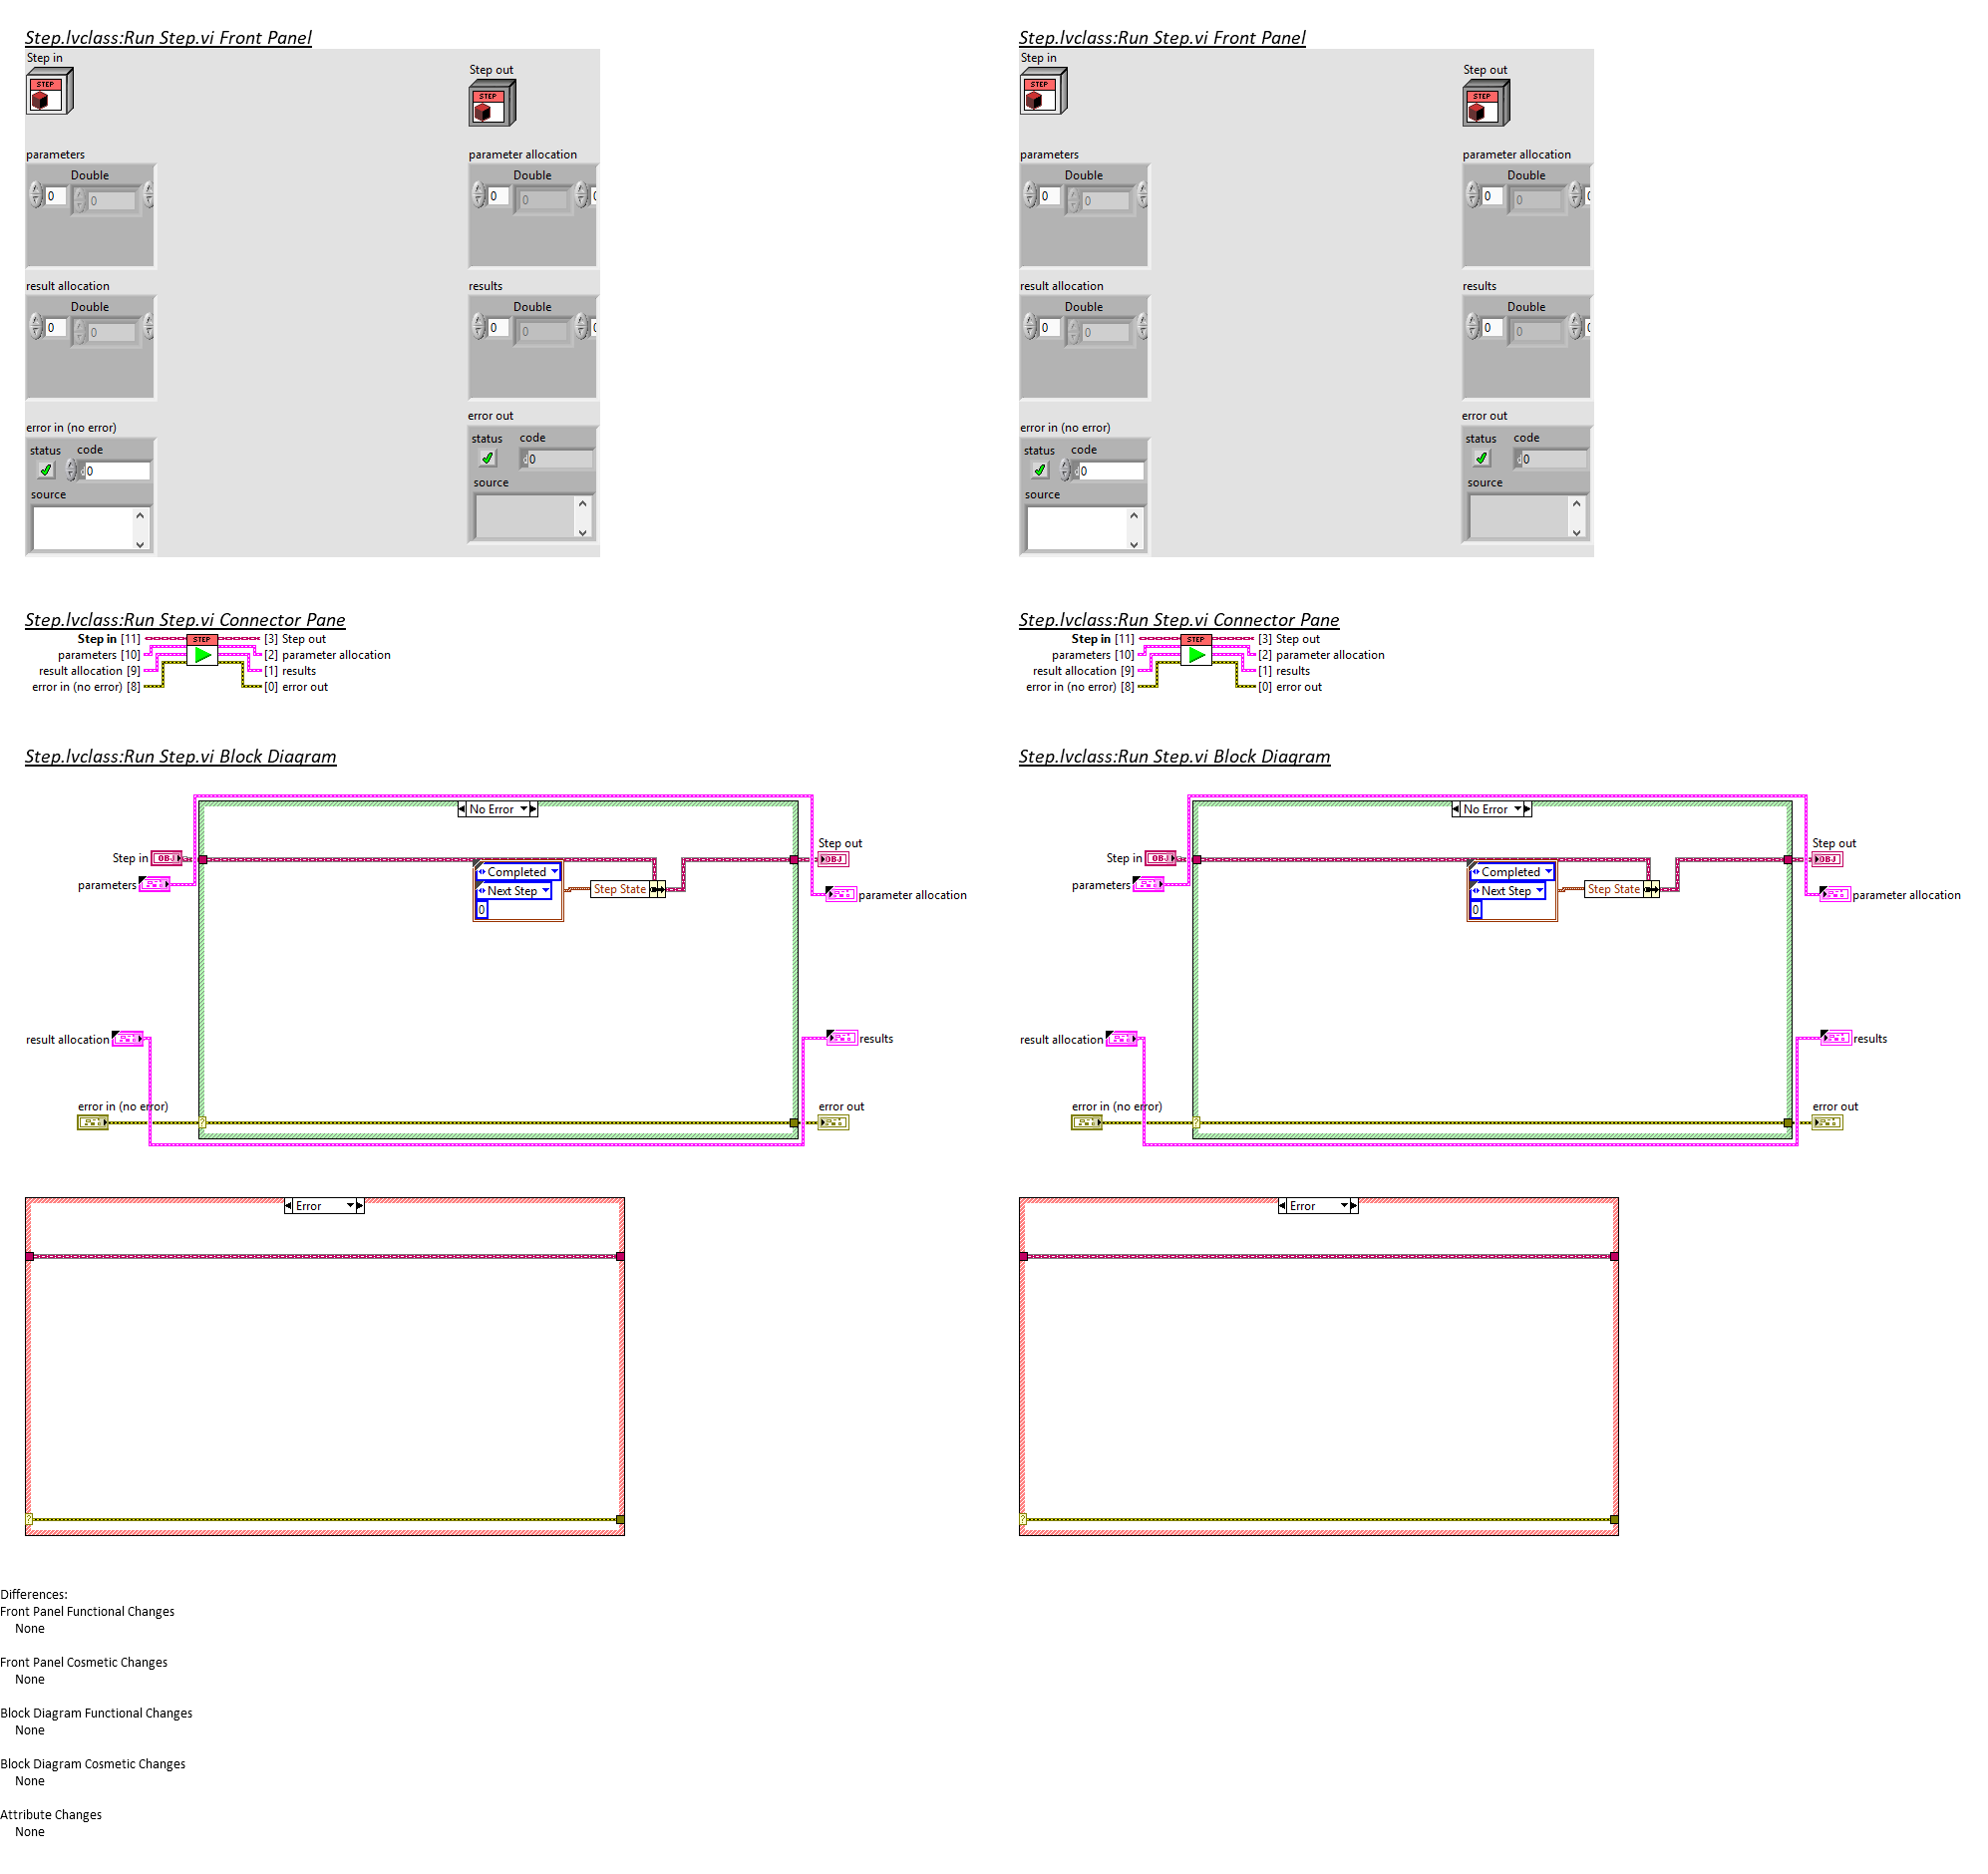 Step.lvclass:Run Step.vi Front Panel
Step in
STEP
Step out
STEP
parameters
Double
0
0
parameter allocation
Double
0
0
result allocation
Double
0
0
results
Double
0
0
error in (no error)
status code
0
source
error out
status code
0
source
Step.lvclass:Run Step.vi Front Panel
Step in
STEP
Step out
STEP
parameters
Double
0
0
parameter allocation
Double
0
0
result allocation
Double
0
0
results
Double
0
0
error in (no error)
status code
0
source
error out
status code
0
source
Step.lvclass:Run Step.vi Connector Pane
Step in [11] STEP [3] Step out
parameters [10] [2] parameter allocation
result allocation [9] [1] results
error in (no error) [8] [0] error out
Step.lvclass:Run Step.vi Connector Pane
Step in [11] STEP [3] Step out
parameters [10] [2] parameter allocation
result allocation [9] [1] results
error in (no error) [8] [0] error out
Step.lvclass:Run Step.vi Block Diagram
No Error
Step in OBJ
Step out
OBJ
parameters
Completed
Next Step
0
Step State
parameter allocation
result allocation
results
error in (no error)
error out
Error
Step.lvclass:Run Step.vi Block Diagram
No Error
Step in OBJ
Step out
OBJ
parameters
Completed
Next Step
0
Step State
parameter allocation
result allocation
results
error in (no error)
error out
Error
Differences:
Front Panel Functional Changes
None
Front Panel Cosmetic Changes
None
Block Diagram Functional Changes
None
Block Diagram Cosmetic Changes
None
Attribute Changes
None